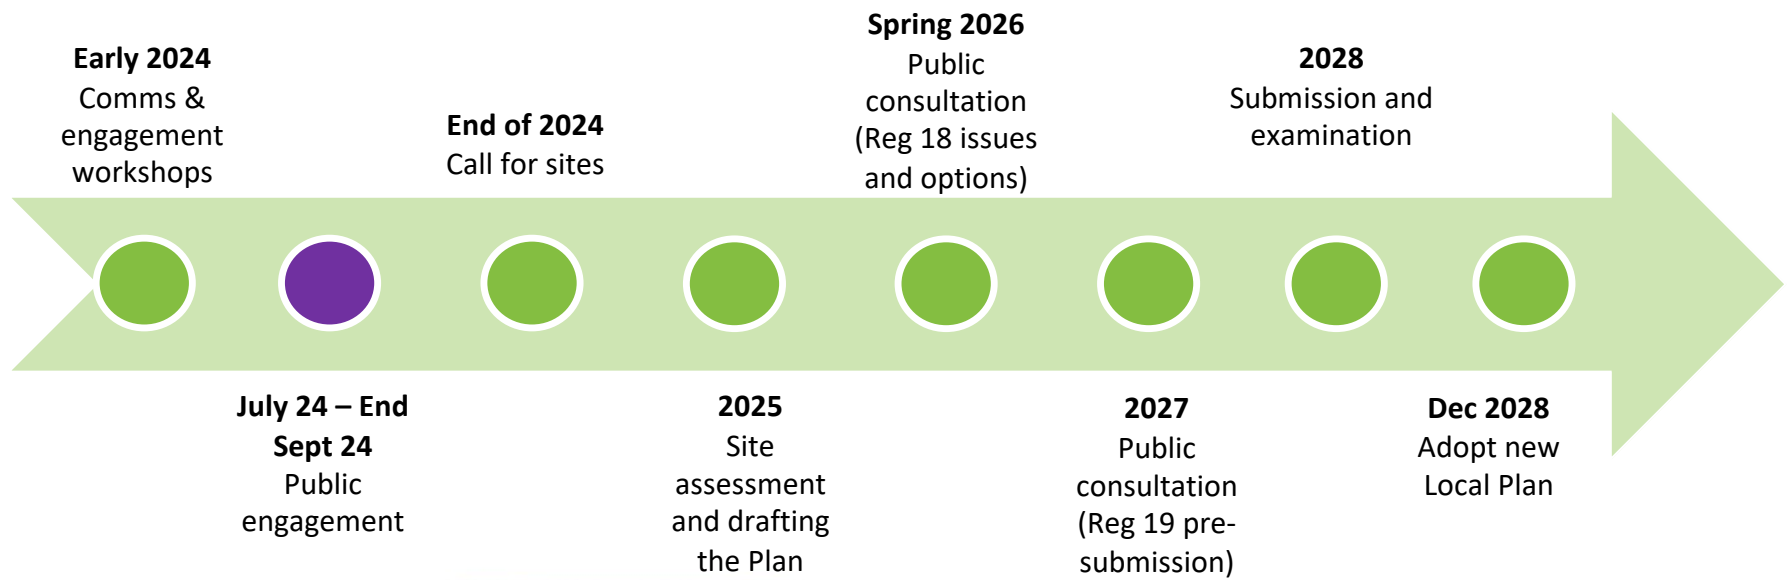 Early 2024
Comms &
engagement
workshops
July 24 – End
Sept 24
Public
engagement
End of 2024
Call for sites
2025
Site
assessment
and drafting
the Plan
Spring 2026
Public
consultation
(Reg 18 issues
and options)
2027
Public
consultation
(Reg 19 pre-
submission)
2028
Submission and
examination
Dec 2028
Adopt new
Local Plan